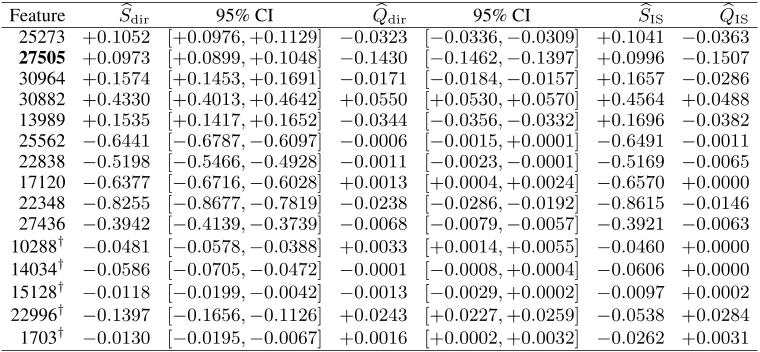 Feature Ŝdir 95% CI Q̂dir 95% CI ŜIS Q̂IS
25273 +0.1052 [+0.0976, +0.1129] −0.0323 [−0.0336, −0.0309] +0.1041 −0.0363
27505 +0.0973 [+0.0899, +0.1048] −0.1430 [−0.1462, −0.1397] +0.0996 −0.1507
30964 +0.1574 [+0.1453, +0.1691] −0.0171 [−0.0184, −0.0157] +0.1657 −0.0286
30882 +0.4330 [+0.4013, +0.4642] +0.0550 [+0.0530, +0.0570] +0.4564 +0.0488
13989 +0.1535 [+0.1417, +0.1652] −0.0344 [−0.0356, −0.0332] +0.1696 −0.0382
25562 −0.6441 [−0.6787, −0.6097] −0.0006 [−0.0015, +0.0001] −0.6491 −0.0011
22838 −0.5198 [−0.5466, −0.4928] −0.0011 [−0.0023, −0.0001] −0.5169 −0.0065
17120 −0.6377 [−0.6716, −0.6028] +0.0013 [+0.0004, +0.0024] −0.6570 +0.0000
22348 −0.8255 [−0.8677, −0.7819] −0.0238 [−0.0286, −0.0192] −0.8615 −0.0146
27436 −0.3942 [−0.4139, −0.3739] −0.0068 [−0.0079, −0.0057] −0.3921 −0.0063
10288† −0.0481 [−0.0578, −0.0388] +0.0033 [+0.0014, +0.0055] −0.0460 +0.0000
14034† −0.0586 [−0.0705, −0.0472] −0.0001 [−0.0008, +0.0004] −0.0606 +0.0000
15128† −0.0118 [−0.0199, −0.0042] −0.0013 [−0.0029, +0.0002] −0.0097 +0.0002
22996† −0.1397 [−0.1656, −0.1126] +0.0243 [+0.0227, +0.0259] −0.0538 +0.0284
1703† −0.0130 [−0.0195, −0.0067] +0.0016 [+0.0002, +0.0032] −0.0262 +0.0031